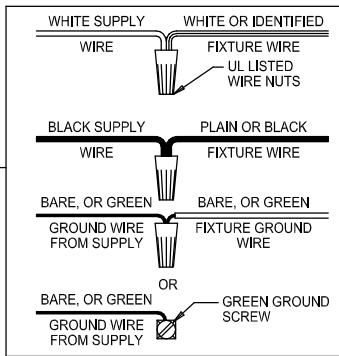 WHITE SUPPLY WHITE OR IDENTIFIED
WIRE FIXTURE WIRE
UL LISTED
WIRE NUTS
BLACK SUPPLY PLAIN OR BLACK
WIRE FIXTURE WIRE
BARE, OR GREEN BARE, OR GREEN
GROUND WIRE FIXTURE GROUND
FROM SUPPLY WIRE
OR
BARE, OR GREEN GREEN GROUND
SCREW
GROUND WIRE
FROM SUPPLY